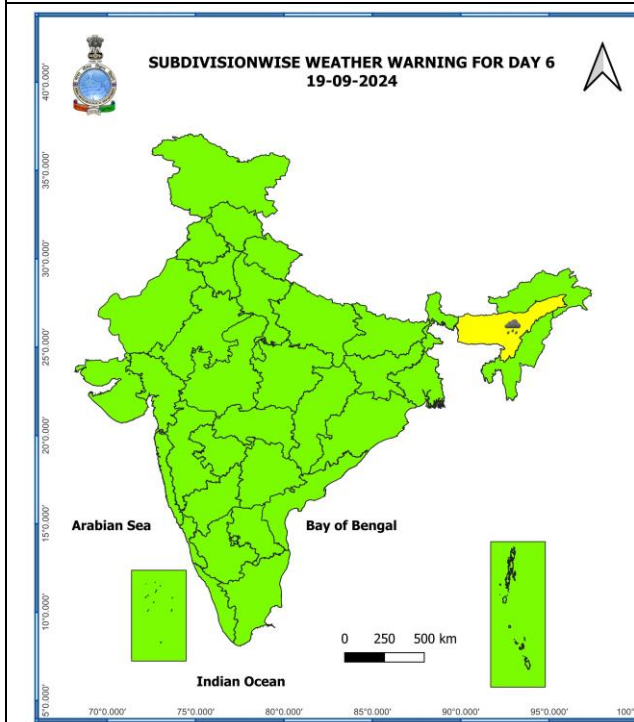 SUBDIVISIONWISE WEATHER WARNING FOR DAY 6
19-09-2024
40°0.000'
35°0.000'
30°0.000'
25°0.000'
20°0.000'
15°0.000'
10°0.000'
5°0.000'
Arabian Sea
Bay of Bengal
0 250 500 km
Indian Ocean
70°0.000' 75°0.000' 80°0.000' 85°0.000' 90°0.000' 95°0.000'